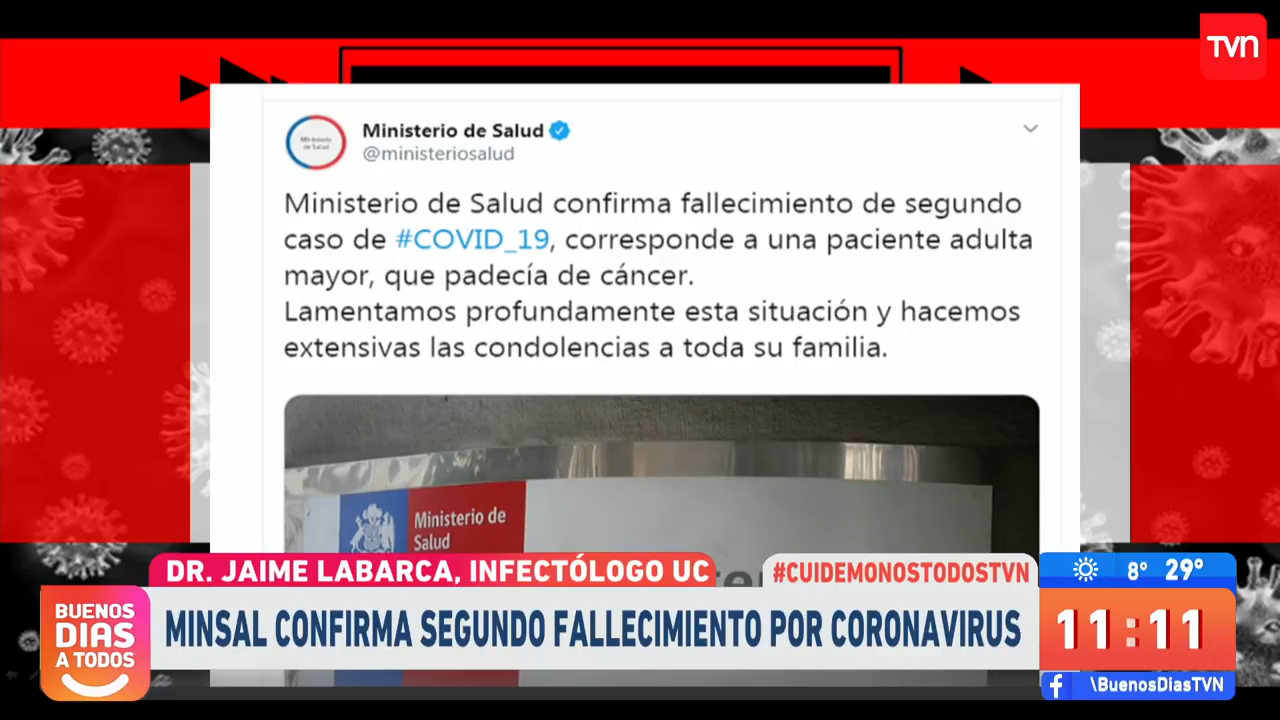 TVN
Ministerio de Salud
@ministeriosalud
Ministerio de Salud
Ministerio de Salud confirma fallecimiento de segundo
caso de #COVID_19, corresponde a una paciente adulta
mayor, que padecía de cáncer.
Lamentamos profundamente esta situación y hacemos
extensivas las condolencias a toda su familia.
Ministerio de
Salud
DR. JAIME LABARCA, INFECTÓLOGO UC
#CUIDEMONOSTODOSTVN
8° 29°
BUENOS
DIAS
A TODOS
MINSAL CONFIRMA SEGUNDO FALLECIMIENTO POR CORONAVIRUS
11:11
\BuenosDiasTVN